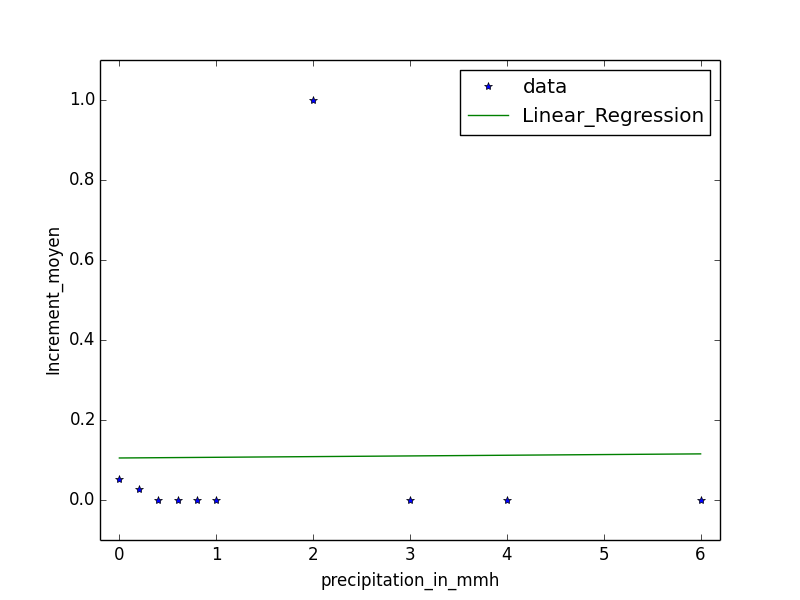 data
Linear_Regression
1.0
0.8
0.6
0.4
0.2
0.0
Increment_moyen
0 1 2 3 4 5 6
precipitation_in_mmh